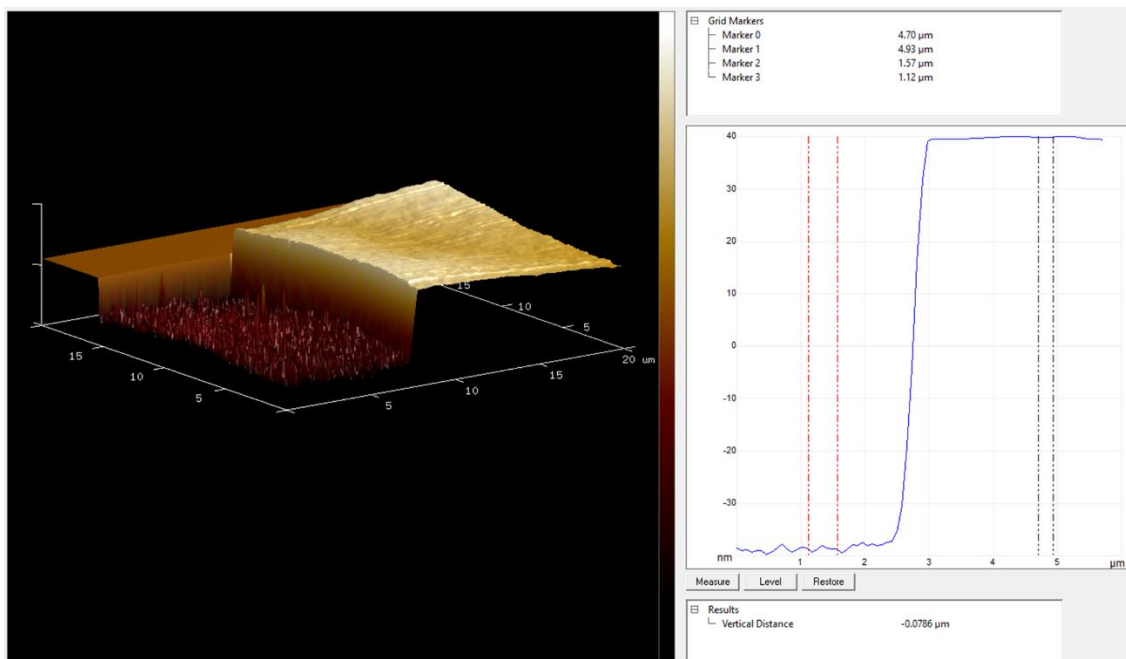 15
10
5
5
10
15
20 um
15
10
5
Grid Markers
Marker 0 4.70 µm
Marker 1 4.93 µm
Marker 2 1.57 µm
Marker 3 1.12 µm
40
30
20
10
0
-10
-20
-30
nm 1 2 3 4 5 µm
Measure Level Restore
Results
Vertical Distance -0.0786 µm